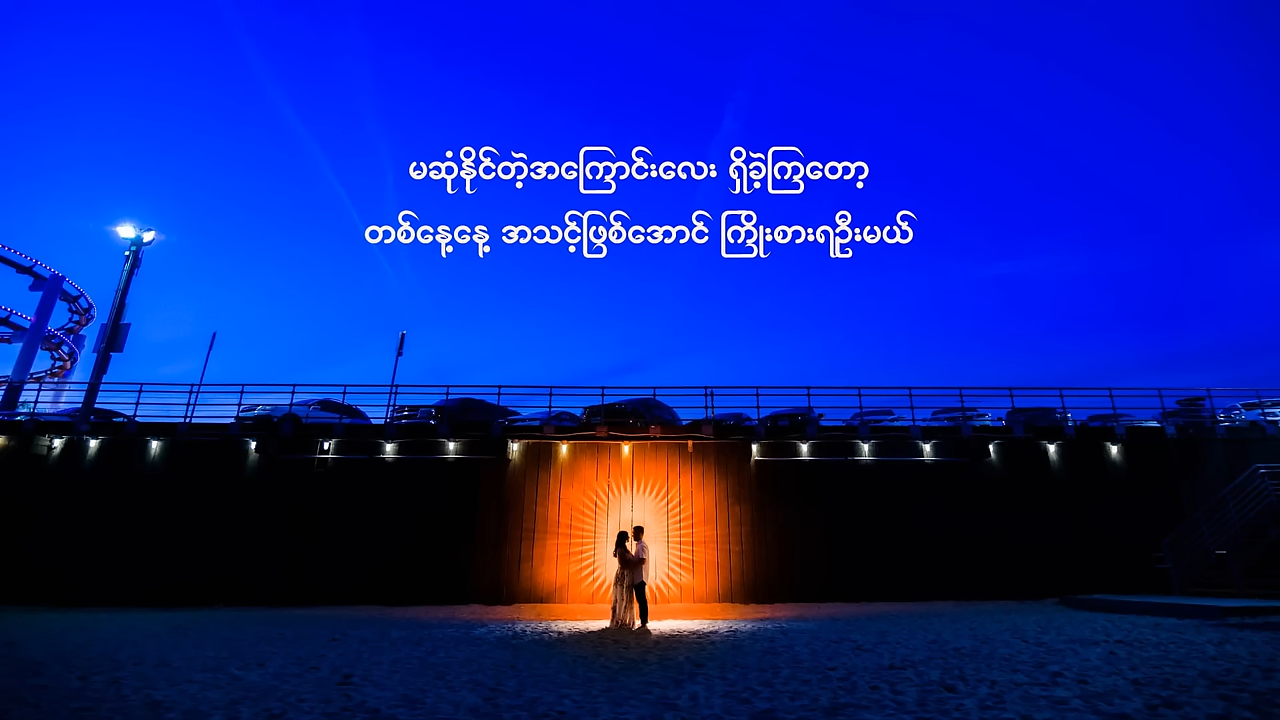 မဆုံနိုင်တဲ့အကြောင်းလေး ရှိခဲ့ကြတော့
တစ်နေ့နေ့ အသင့်ဖြစ်အောင် ကြိုးစားရဦးမယ်